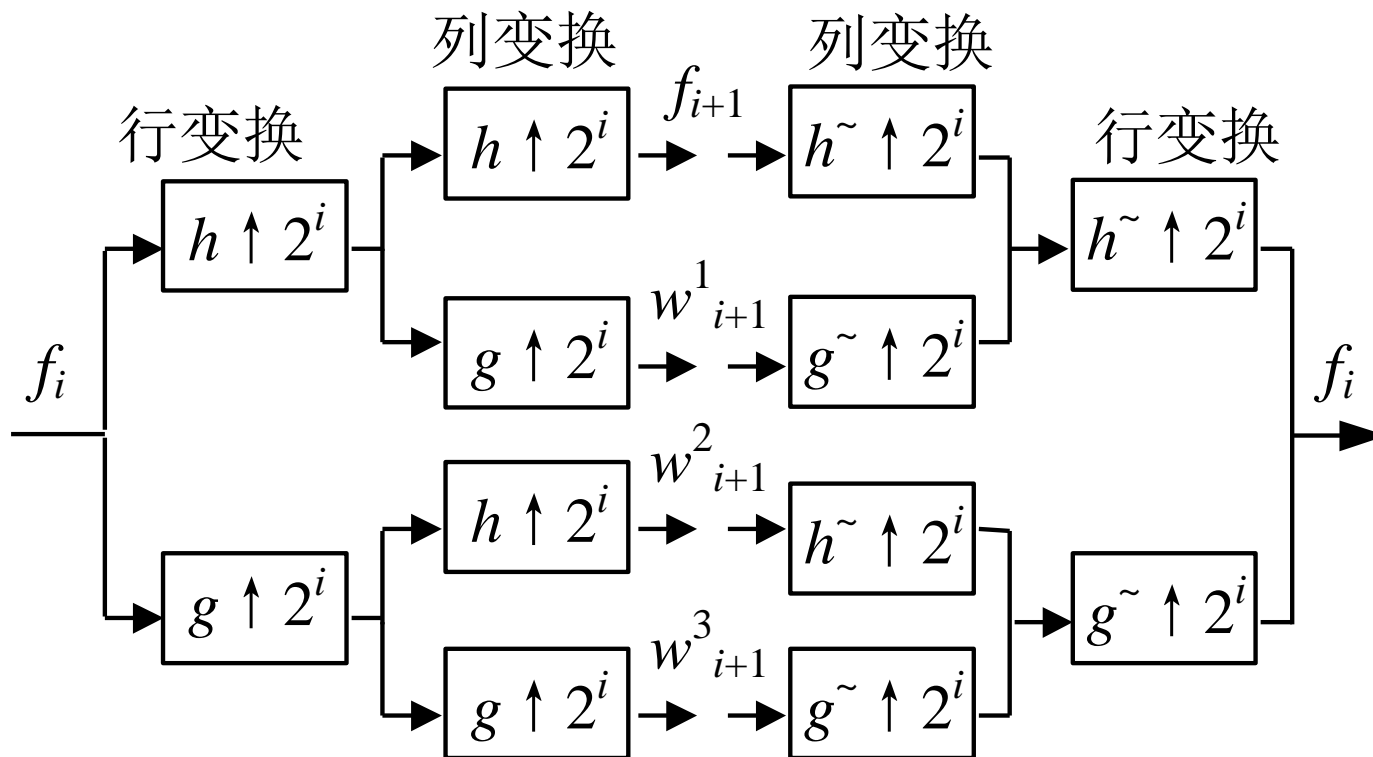 列变换 列变换
行变换 f_{i+1} 行变换
h ↑ 2^i h~ ↑ 2^i
h ↑ 2^i h~ ↑ 2^i
w^1_{i+1}
g ↑ 2^i g~ ↑ 2^i
f_i f_i
w^2_{i+1}
h ↑ 2^i h~ ↑ 2^i
g ↑ 2^i g~ ↑ 2^i
w^3_{i+1}
g ↑ 2^i g~ ↑ 2^i